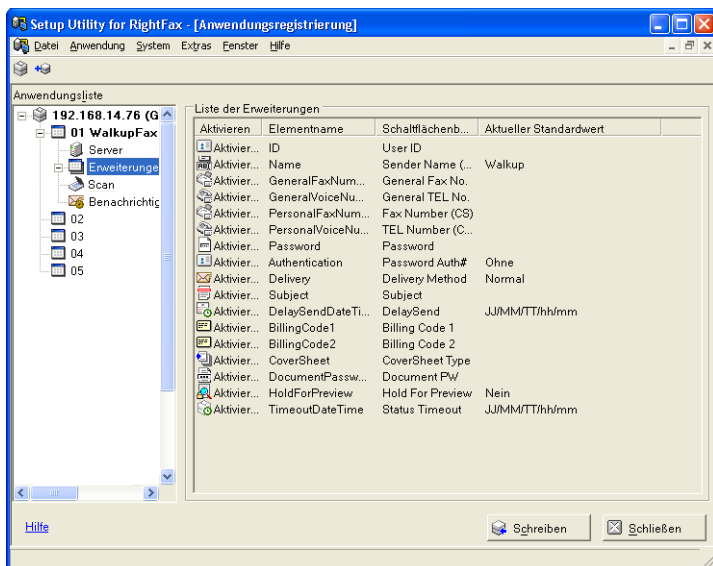 Setup Utility for RightFax - [Anwendungsregistrierung]
Datei Anwendung System Extras Fenster Hilfe
Anwendungsliste
192.168.14.76 (G
01 WalkupFax
Server
Erweiterunge
Scan
Benachrichtig
02
03
04
05
Liste der Erweiterungen
Aktivieren Elementname Schaltflächenb... Aktueller Standardwert
Aktivier... ID User ID
Aktivier... Name Sender Name (... Walkup
Aktivier... GeneralFaxNum... General Fax No.
Aktivier... GeneralVoiceNu... General TEL No.
Aktivier... PersonalFaxNum... Fax Number (CS)
Aktivier... PersonalVoiceNu... TEL Number (C...
Aktivier... Password Password
Aktivier... Authentication Password Auth# Ohne
Aktivier... Delivery Delivery Method Normal
Aktivier... Subject Subject
Aktivier... DelaySendDateTi... DelaySend JJ/MM/TT/hh/mm
Aktivier... BillingCode1 Billing Code 1
Aktivier... BillingCode2 Billing Code 2
Aktivier... CoverSheet CoverSheet Type
Aktivier... DocumentPassw... Document PW
Aktivier... HoldForPreview Hold For Preview Nein
Aktivier... TimeoutDateTime Status Timeout JJ/MM/TT/hh/mm
Hilfe
Schreiben
Schließen